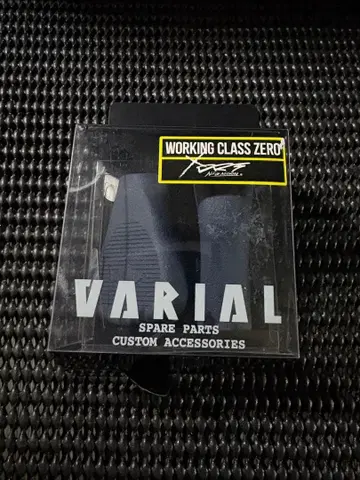 WORKING CLASS ZERO
VARIAL
SPARE PARTS
CUSTOM ACCESSORIES